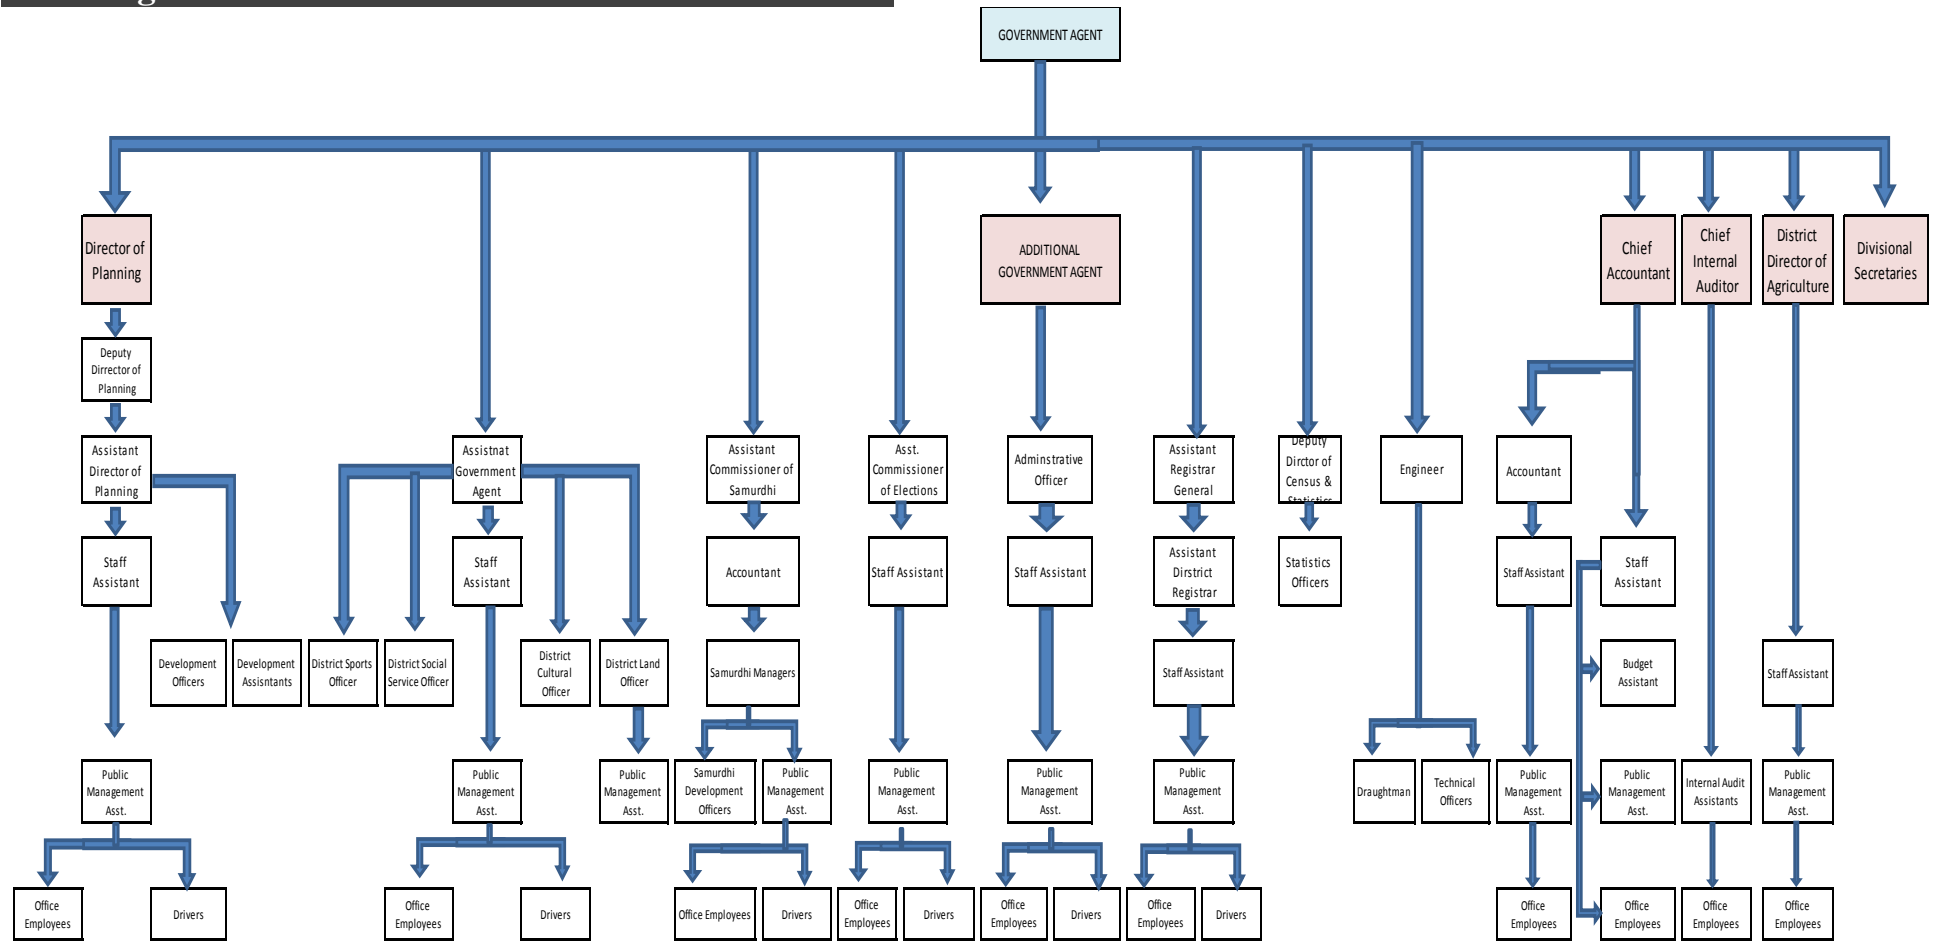 GOVERNMENT AGENT
Director of
Planning
ADDITIONAL
GOVERNMENT AGENT
Chief
Accountant
Chief
Internal
Auditor
District
Director of
Agriculture
Divisional
Secretaries
Deputy
Dirrector of
Planning
Assistant
Director of
Planning
Assistnat
Government
Agent
Assistant
Commissioner of
Samurdhi
Asst.
Commissioner
of Elections
Adminstrative
Officer
Assistant
Registrar
General
Deputy
Dirctor of
Census &
Statistics
Engineer
Accountant
Staff
Assistant
Staff
Assistant
Accountant
Staff Assistant
Staff Assistant
Assistant
Dirstrict
Registrar
Statistics
Officers
Staff Assistant
Staff
Assistant
Development
Officers
Development
Assisntants
District Sports
Officer
District Social
Service Officer
District
Cultural
Officer
District Land
Officer
Samurdhi Managers
Staff Assistant
Budget
Assistant
Staff Assistant
Public
Management
Asst.
Public
Management
Asst.
Public
Management
Asst.
Samurdhi
Development
Officers
Public
Management
Asst.
Public
Management
Asst.
Public
Management
Asst.
Public
Management
Asst.
Draughtman
Technical
Officers
Public
Management
Asst.
Public
Management
Asst.
Internal Audit
Assistants
Public
Management
Asst.
Office
Employees
Drivers
Office
Employees
Drivers
Office Employees
Drivers
Office
Employees
Drivers
Office
Employees
Drivers
Office
Employees
Drivers
Office
Employees
Office
Employees
Office
Employees
Office
Employees